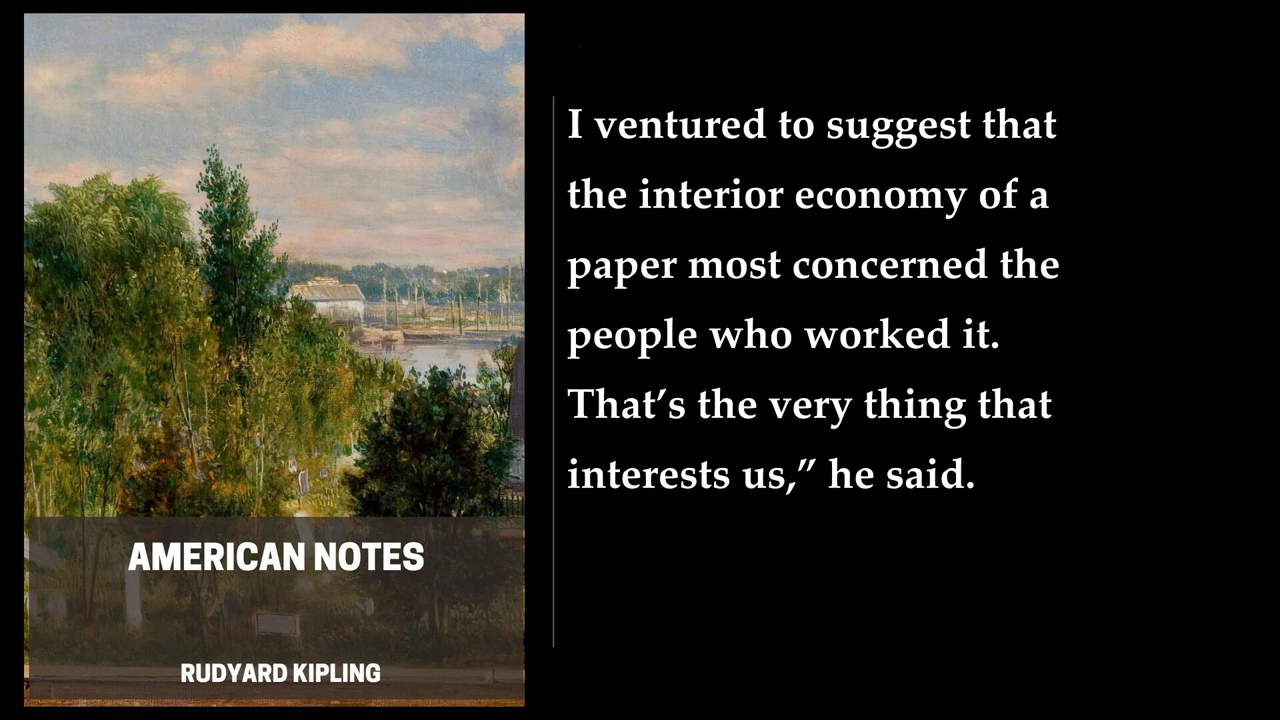 AMERICAN NOTES
RUDYARD KIPLING
I ventured to suggest that
the interior economy of a
paper most concerned the
people who worked it.
That’s the very thing that
interests us,” he said.